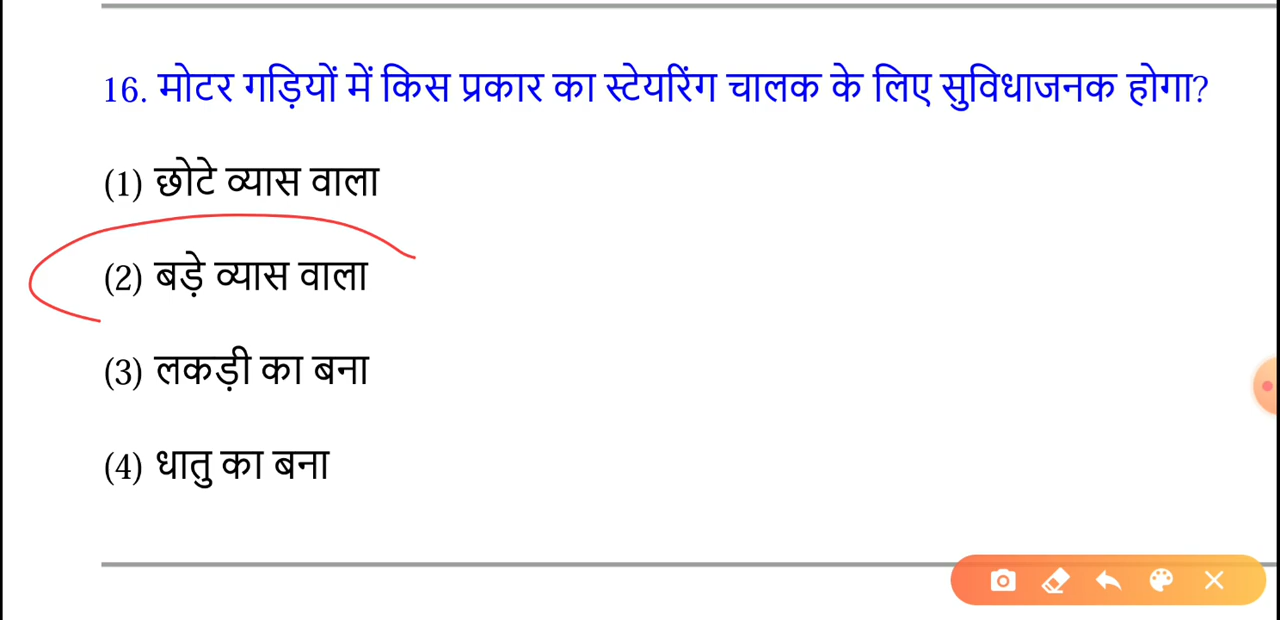 16. मोटर गड़ियों में किस प्रकार का स्टेयरिंग चालक के लिए सुविधाजनक होगा?
(1) छोटे व्यास वाला
(2) बड़े व्यास वाला
(3) लकड़ी का बना
(4) धातु का बना